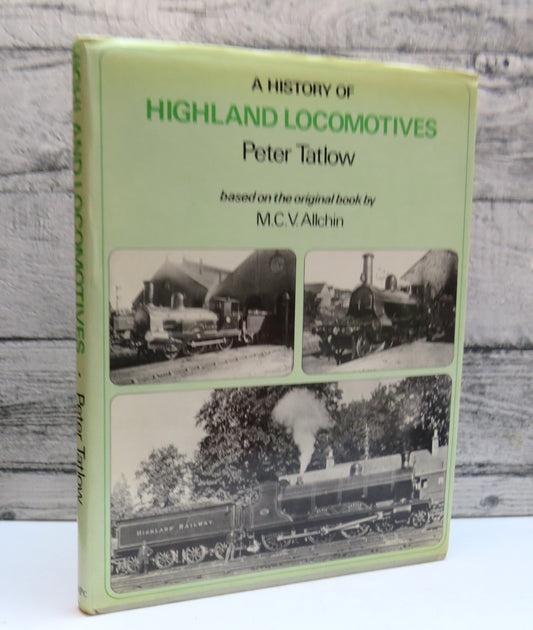 A HISTORY OF
HIGHLAND LOCOMOTIVES
Peter Tatlow
based on the original book by
M.C.V. Allchin
HIGHLAND RAILWAY.
HIGHLAND LOCOMOTIVES · Peter Tatlow